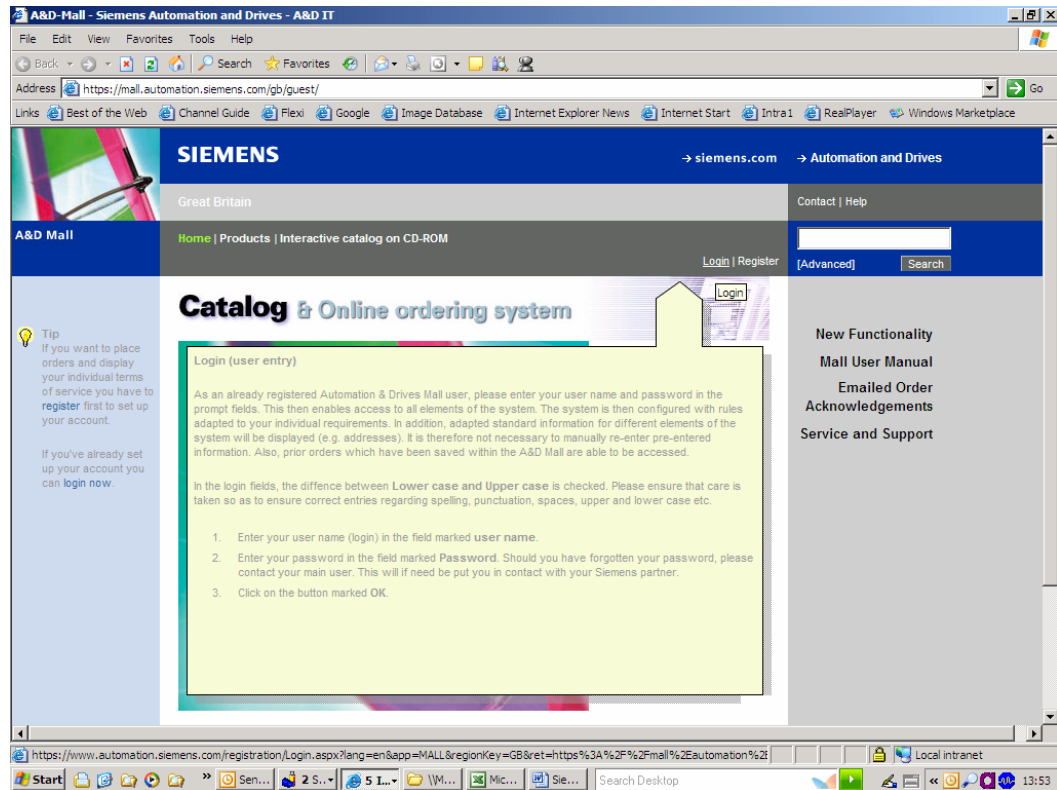 A&D-Mall - Siemens Automation and Drives - A&D IT
File Edit View Favorites Tools Help
Back Search Favorites
Address https://mall.automation.siemens.com/gb/guest/ Go
Links Best of the Web Channel Guide Flexi Google Image Database Internet Explorer News Internet Start Intra1 RealPlayer Windows Marketplace
SIEMENS
→ siemens.com → Automation and Drives
Great Britain
Contact | Help
A&D Mall
Home | Products | Interactive catalog on CD-ROM
Login | Register
[Advanced] Search
Login
Catalog & Online ordering system
Tip
If you want to place
orders and display
your individual terms
of service you have to
register first to set up
your account.
If you've already set
up your account you
can login now.
Login (user entry)
As an already registered Automation & Drives Mall user, please enter your user name and password in the
prompt fields. This then enables access to all elements of the system. The system is then configured with rules
adapted to your individual requirements. In addition, adapted standard information for different elements of the
system will be displayed (e.g. addresses). It is therefore not necessary to manually re-enter pre-entered
information. Also, prior orders which have been saved within the A&D Mall are able to be accessed.
In the login fields, the diffence between Lower case and Upper case is checked. Please ensure that care is
taken so as to ensure correct entries regarding spelling, punctuation, spaces, upper and lower case etc.
1. Enter your user name (login) in the field marked user name.
2. Enter your password in the field marked Password. Should you have forgotten your password, please
contact your main user. This will if need be put you in contact with your Siemens partner.
3. Click on the button marked OK.
New Functionality
Mall User Manual
Emailed Order
Acknowledgements
Service and Support
https://www.automation.siemens.com/registration/Login.aspx?lang=en&app=MALL&regionKey=GB&ret=https%3A%2F%2Fmall%2Eautomation%2E Local intranet
Start » Sen... 2 S... 5 I... \\M... Mic... Sie... Search Desktop « 13:53